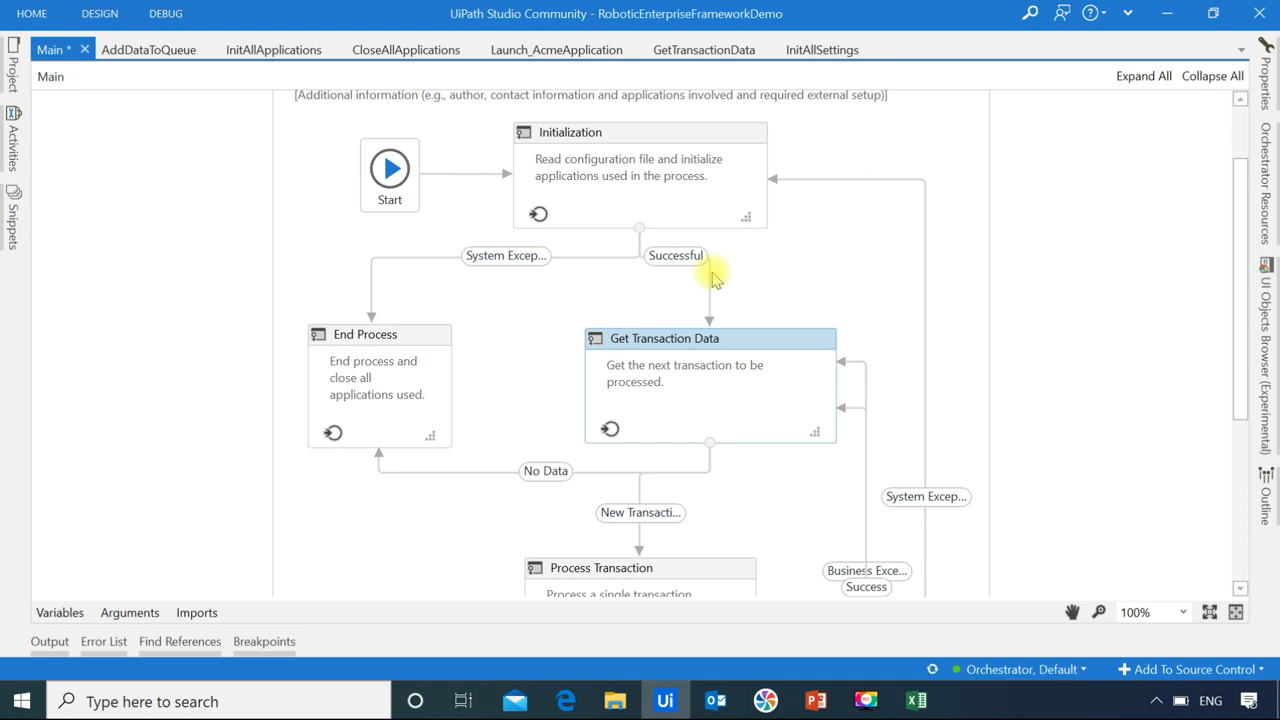 HOME DESIGN DEBUG UiPath Studio Community - RoboticEnterpriseFrameworkDemo
Main * AddDataToQueue InitAllApplications CloseAllApplications Launch_AcmeApplication GetTransactionData InitAllSettings
Main Expand All Collapse All
[Additional information (e.g., author, contact information and applications involved and required external setup)]
Project
Activities
Snippets
Start
Initialization
Read configuration file and initialize
applications used in the process.
System Excep...
Successful
End Process
End process and
close all
applications used.
Get Transaction Data
Get the next transaction to be
processed.
No Data
New Transacti...
System Excep...
Business Exce...
Success
Process Transaction
Process a single transaction
Properties
Orchestrator Resources
UI Objects Browser (Experimental)
Outline
Variables Arguments Imports 100%
Output Error List Find References Breakpoints
Orchestrator, Default Add To Source Control
Type here to search Ui ENG